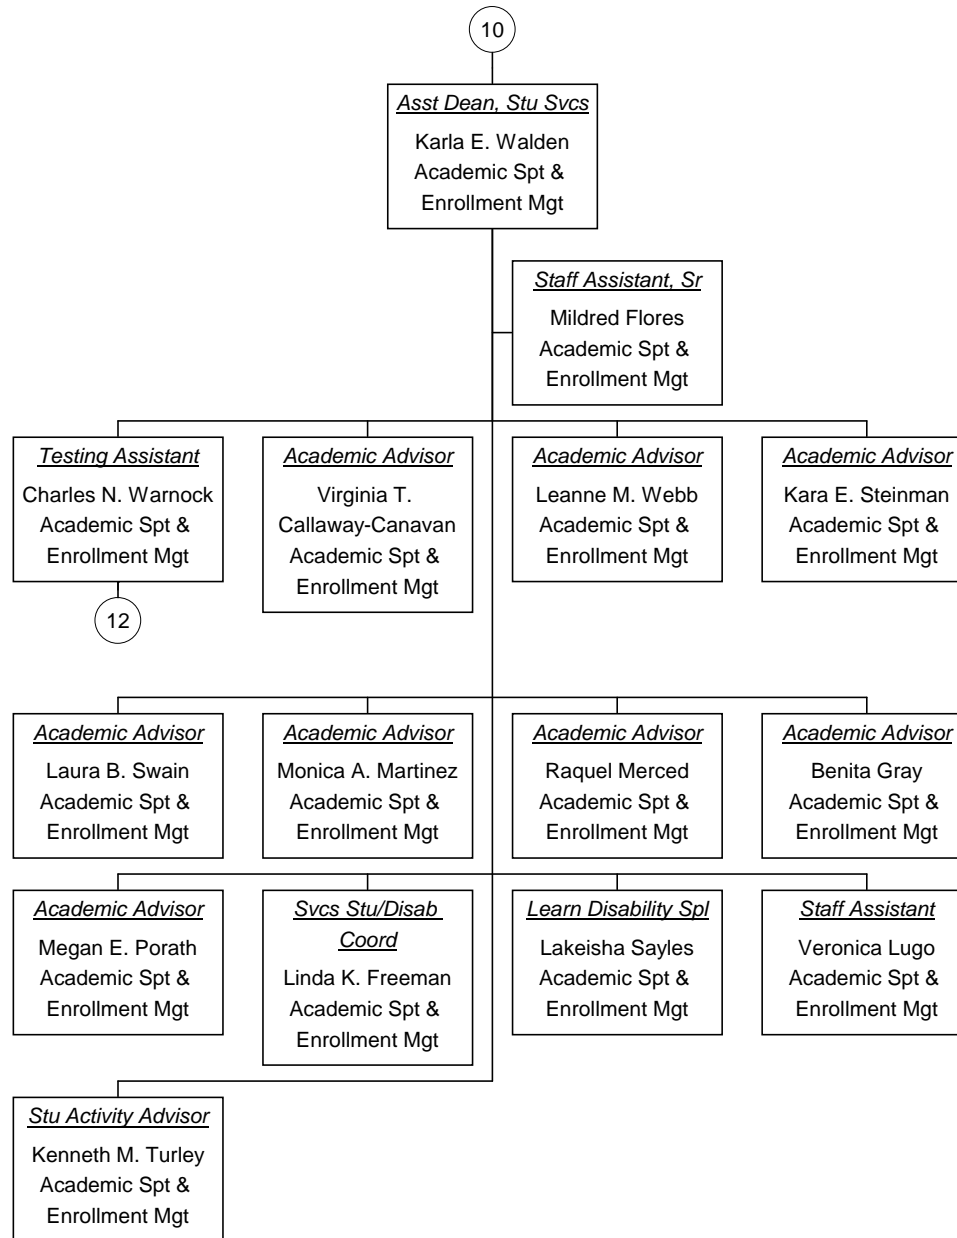 10
Asst Dean, Stu Svcs
Karla E. Walden
Academic Spt &
Enrollment Mgt
Staff Assistant, Sr
Mildred Flores
Academic Spt &
Enrollment Mgt
Testing Assistant
Charles N. Warnock
Academic Spt &
Enrollment Mgt
12
Academic Advisor
Virginia T.
Callaway-Canavan
Academic Spt &
Enrollment Mgt
Academic Advisor
Leanne M. Webb
Academic Spt &
Enrollment Mgt
Academic Advisor
Kara E. Steinman
Academic Spt &
Enrollment Mgt
Academic Advisor
Laura B. Swain
Academic Spt &
Enrollment Mgt
Academic Advisor
Monica A. Martinez
Academic Spt &
Enrollment Mgt
Academic Advisor
Raquel Merced
Academic Spt &
Enrollment Mgt
Academic Advisor
Benita Gray
Academic Spt &
Enrollment Mgt
Academic Advisor
Megan E. Porath
Academic Spt &
Enrollment Mgt
Svcs Stu/Disab
Coord
Linda K. Freeman
Academic Spt &
Enrollment Mgt
Learn Disability Spl
Lakeisha Sayles
Academic Spt &
Enrollment Mgt
Staff Assistant
Veronica Lugo
Academic Spt &
Enrollment Mgt
Stu Activity Advisor
Kenneth M. Turley
Academic Spt &
Enrollment Mgt